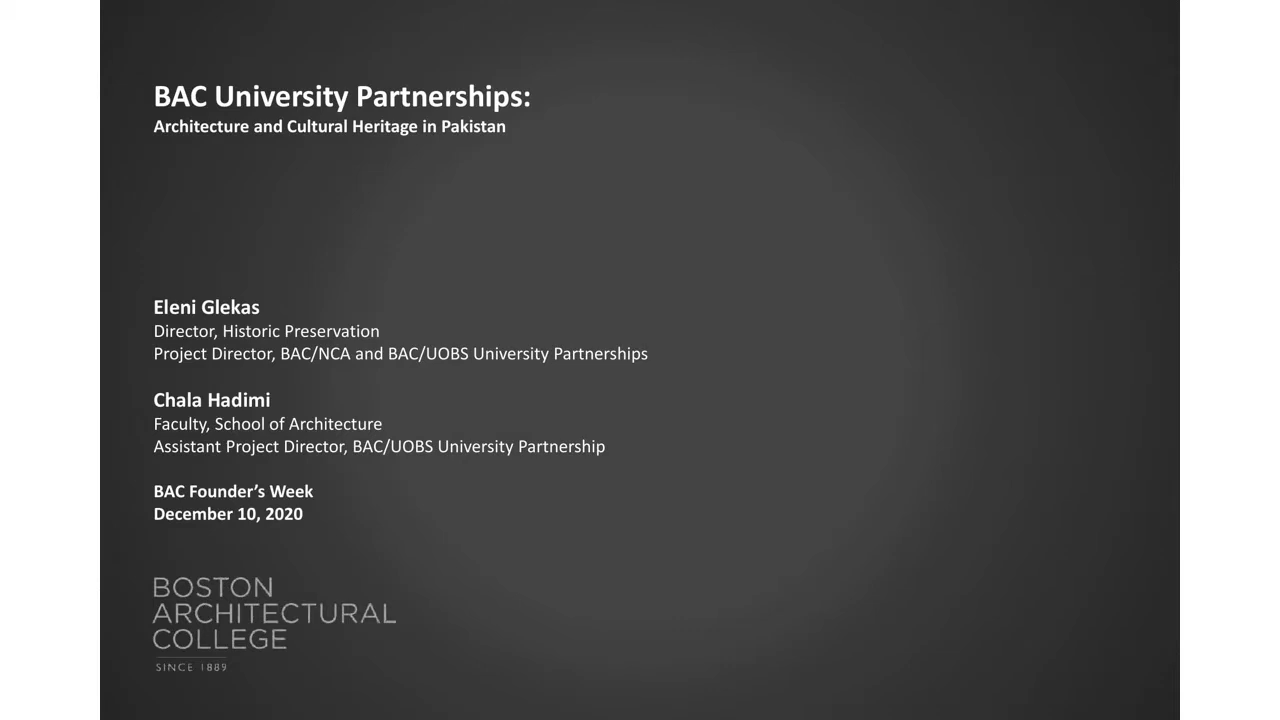 BAC University Partnerships:
Architecture and Cultural Heritage in Pakistan
Eleni Glekas
Director, Historic Preservation
Project Director, BAC/NCA and BAC/UOBS University Partnerships
Chala Hadimi
Faculty, School of Architecture
Assistant Project Director, BAC/UOBS University Partnership
BAC Founder’s Week
December 10, 2020
BOSTON
ARCHITECTURAL
COLLEGE
SINCE 1889